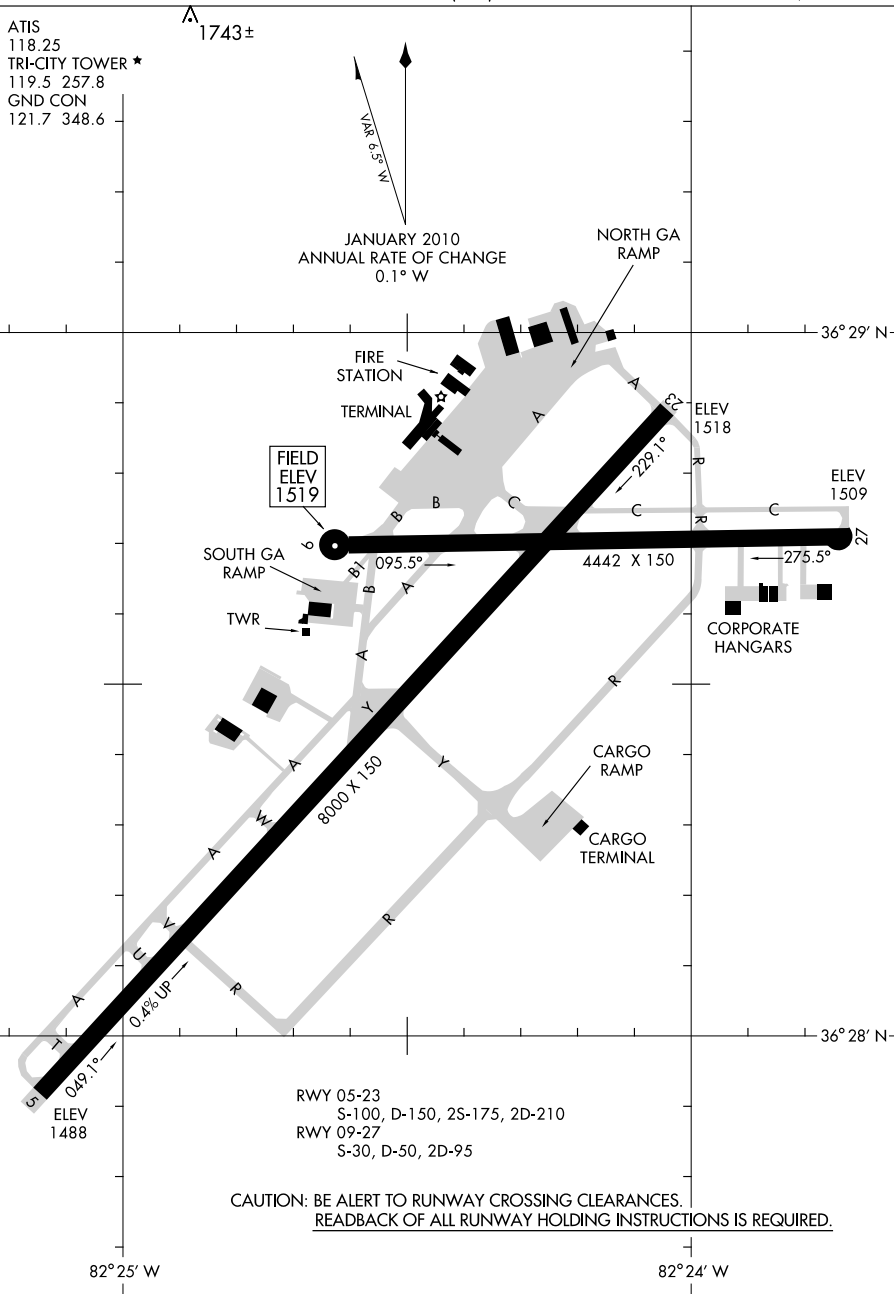 ATIS
118.25
TRI-CITY TOWER ★
119.5 257.8
GND CON
121.7 348.6
1743±
VAR 6.5° W
JANUARY 2010
ANNUAL RATE OF CHANGE
0.1° W
NORTH GA
RAMP
36° 29' N
FIRE
STATION
A
TERMINAL
A
23
ELEV
1518
229.1°
R
FIELD
ELEV
1519
ELEV
1509
B
B
C
C
R
C
9
27
SOUTH GA
RAMP
B1
B
095.5°
A
4442 X 150
275.5°
TWR
CORPORATE
HANGARS
A
R
Y
A
Y
CARGO
RAMP
8000 X 150
W
A
CARGO
TERMINAL
V
R
U
R
A
0.4% UP
T
049.1°
36° 28' N
5
ELEV
1488
RWY 05-23
S-100, D-150, 2S-175, 2D-210
RWY 09-27
S-30, D-50, 2D-95
CAUTION: BE ALERT TO RUNWAY CROSSING CLEARANCES.
READBACK OF ALL RUNWAY HOLDING INSTRUCTIONS IS REQUIRED.
82° 25' W
82° 24' W